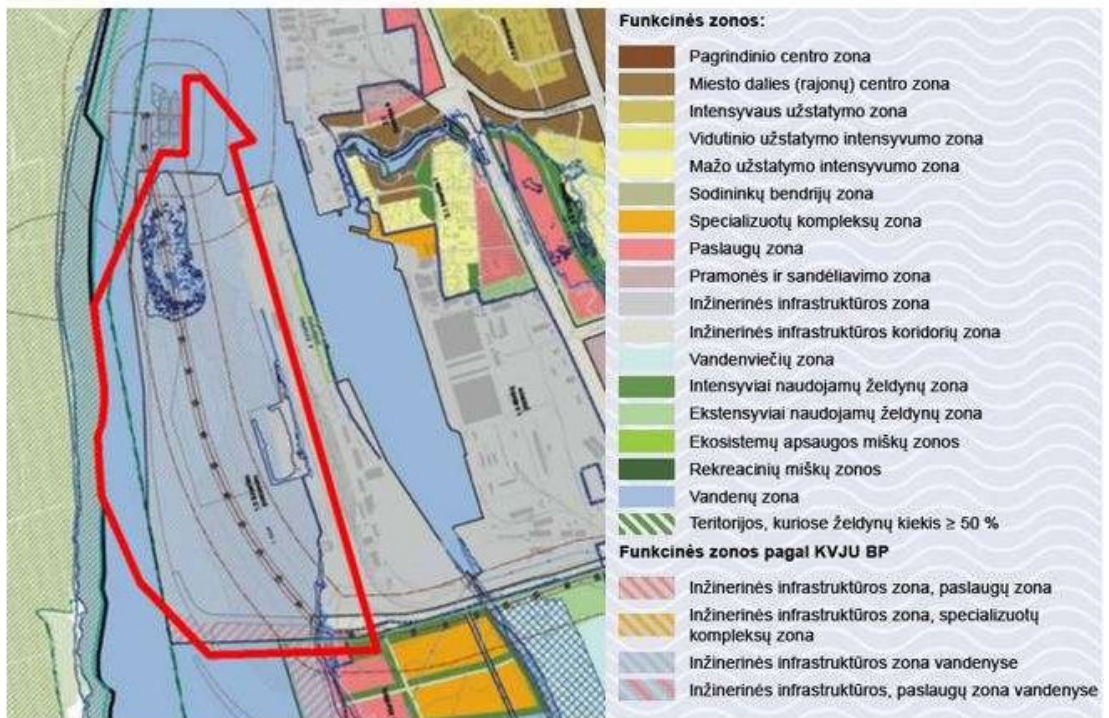 Funkcinės zonos:
Pagrindinio centro zona
Miesto dalies (rajonų) centro zona
Intensyvaus užstatymo zona
Vidutinio užstatymo intensyvumo zona
Mažo užstatymo intensyvumo zona
Sodininkų bendrijų zona
Specializuotų kompleksų zona
Paslaugų zona
Pramonės ir sandėliavimo zona
Inžinerinės infrastruktūros zona
Inžinerinės infrastruktūros koridorių zona
Vandenviečių zona
Intensyviai naudojamų želdynų zona
Ekstensyviai naudojamų želdynų zona
Ekosistemų apsaugos miškų zonos
Rekreacinių miškų zonos
Vandenų zona
Teritorijos, kuriose želdynų kiekis ≥ 50 %
Funkcinės zonos pagal KVJU BP
Inžinerinės infrastruktūros zona, paslaugų zona
Inžinerinės infrastruktūros zona, specializuotų
kompleksų zona
Inžinerinės infrastruktūros zona vandenyse
Inžinerinės infrastruktūros, paslaugų zona vandenyse